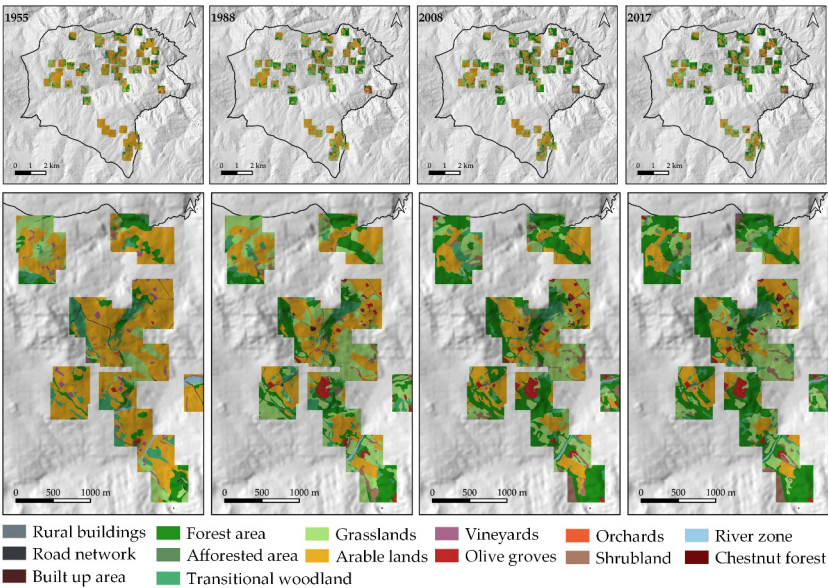 1955
1988
2008
2017
0 1 2 km
0 1 2 km
0 1 2 km
0 1 2 km
0 500 1000 m
0 500 1000 m
0 500 1000 m
0 500 1000 m
Rural buildings
Forest area
Grasslands
Vineyards
Orchards
River zone
Road network
Afforested area
Arable lands
Olive groves
Shrubland
Chestnut forest
Built up area
Transitional woodland